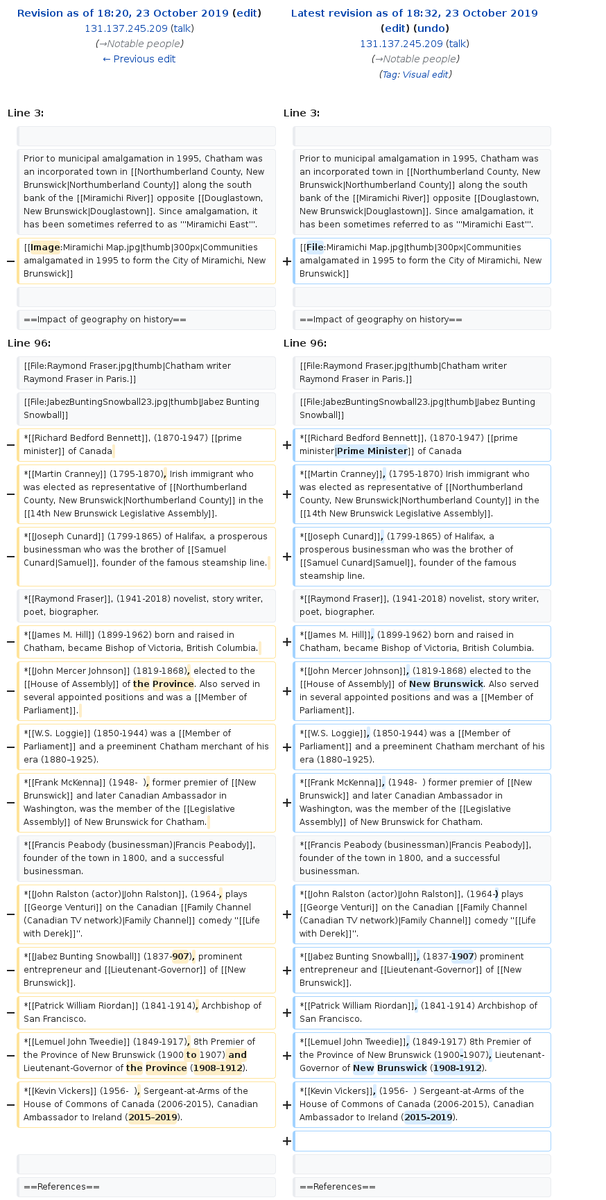 Revision as of 18:20, 23 October 2019 (edit)
131.137.245.209 (talk)
(→Notable people)
← Previous edit
Latest revision as of 18:32, 23 October 2019
(edit) (undo)
131.137.245.209 (talk)
(→Notable people)
(Tag: Visual edit)
Line 3:
Line 3:
Prior to municipal amalgamation in 1995, Chatham was
an incorporated town in [[Northumberland County, New
Brunswick|Northumberland County]] along the south
bank of the [[Miramichi River]] opposite [[Douglastown,
New Brunswick|Douglastown]]. Since amalgamation, it
has been sometimes referred to as '''Miramichi East'''.
Prior to municipal amalgamation in 1995, Chatham was
an incorporated town in [[Northumberland County, New
Brunswick|Northumberland County]] along the south
bank of the [[Miramichi River]] opposite [[Douglastown,
New Brunswick|Douglastown]]. Since amalgamation, it
has been sometimes referred to as '''Miramichi East'''.
−
[[Image:Miramichi Map.jpg|thumb|300px|Communities
amalgamated in 1995 to form the City of Miramichi, New
Brunswick]]
+
[[File:Miramichi Map.jpg|thumb|300px|Communities
amalgamated in 1995 to form the City of Miramichi, New
Brunswick]]
==Impact of geography on history==
==Impact of geography on history==
Line 96:
Line 96:
[[File:Raymond Fraser.jpg|thumb|Chatham writer
Raymond Fraser in Paris.]]
[[File:Raymond Fraser.jpg|thumb|Chatham writer
Raymond Fraser in Paris.]]
[[File:JabezBuntingSnowball23.jpg|thumb|Jabez Bunting
Snowball]]
[[File:JabezBuntingSnowball23.jpg|thumb|Jabez Bunting
Snowball]]
−
*[[Richard Bedford Bennett]], (1870-1947) [[prime
minister]] of Canada
+
*[[Richard Bedford Bennett]], (1870-1947) [[prime
minister|Prime Minister]] of Canada
−
*[[Martin Cranney]] (1795-1870), Irish immigrant who
was elected as representative of [[Northumberland
County, New Brunswick|Northumberland County]] in the
[[14th New Brunswick Legislative Assembly]].
+
*[[Martin Cranney]], (1795-1870) Irish immigrant who
was elected as representative of [[Northumberland
County, New Brunswick|Northumberland County]] in the
[[14th New Brunswick Legislative Assembly]].
−
*[[Joseph Cunard]] (1799-1865) of Halifax, a prosperous
businessman who was the brother of [[Samuel
Cunard|Samuel]], founder of the famous steamship line.
+
*[[Joseph Cunard]], (1799-1865) of Halifax, a
prosperous businessman who was the brother of
[[Samuel Cunard|Samuel]], founder of the famous
steamship line.
*[[Raymond Fraser]], (1941-2018) novelist, story writer,
poet, biographer.
*[[Raymond Fraser]], (1941-2018) novelist, story writer,
poet, biographer.
−
*[[James M. Hill]] (1899-1962) born and raised in
Chatham, became Bishop of Victoria, British Columbia.
+
*[[James M. Hill]], (1899-1962) born and raised in
Chatham, became Bishop of Victoria, British Columbia.
−
*[[John Mercer Johnson]] (1819-1868), elected to the
[[House of Assembly]] of the Province. Also served in
several appointed positions and was a [[Member of
Parliament]].
+
*[[John Mercer Johnson]], (1819-1868) elected to the
[[House of Assembly]] of New Brunswick. Also served
in several appointed positions and was a [[Member of
Parliament]].
−
*[[W.S. Loggie]] (1850-1944) was a [[Member of
Parliament]] and a preeminent Chatham merchant of his
era (1880–1925).
+
*[[W.S. Loggie]], (1850-1944) was a [[Member of
Parliament]] and a preeminent Chatham merchant of his
era (1880–1925).
−
*[[Frank McKenna]] (1948-  ), former premier of [[New
Brunswick]] and later Canadian Ambassador in
Washington, was the member of the [[Legislative
Assembly]] of New Brunswick for Chatham.
+
*[[Frank McKenna]], (1948-  ) former premier of [[New
Brunswick]] and later Canadian Ambassador in
Washington, was the member of the [[Legislative
Assembly]] of New Brunswick for Chatham.
*[[Francis Peabody (businessman)|Francis Peabody]],
founder of the town in 1800, and a successful
businessman.
*[[Francis Peabody (businessman)|Francis Peabody]],
founder of the town in 1800, and a successful
businessman.
−
*[[John Ralston (actor)|John Ralston]], (1964-, plays
[[George Venturi]] on the Canadian [[Family Channel
(Canadian TV network)|Family Channel]] comedy ''[[Life
with Derek]]''.
+
*[[John Ralston (actor)|John Ralston]], (1964-) plays
[[George Venturi]] on the Canadian [[Family Channel
(Canadian TV network)|Family Channel]] comedy ''[[Life
with Derek]]''.
−
*[[Jabez Bunting Snowball]] (1837-907), prominent
entrepreneur and [[Lieutenant-Governor]] of [[New
Brunswick]].
+
*[[Jabez Bunting Snowball]], (1837-1907) prominent
entrepreneur and [[Lieutenant-Governor]] of [[New
Brunswick]].
−
*[[Patrick William Riordan]] (1841-1914), Archbishop of
San Francisco.
+
*[[Patrick William Riordan]], (1841-1914) Archbishop of
San Francisco.
−
*[[Lemuel John Tweedie]] (1849-1917), 8th Premier of
the Province of New Brunswick (1900 to 1907) and
Lieutenant-Governor of the Province (1908–1912).
+
*[[Lemuel John Tweedie]], (1849-1917) 8th Premier of
the Province of New Brunswick (1900-1907), Lieutenant-
Governor of New Brunswick (1908-1912).
−
*[[Kevin Vickers]] (1956-  ), Sergeant-at-Arms of the
House of Commons of Canada (2006-2015), Canadian
Ambassador to Ireland (2015–2019).
+
*[[Kevin Vickers]], (1956-  ) Sergeant-at-Arms of the
House of Commons of Canada (2006-2015), Canadian
Ambassador to Ireland (2015-2019).
+
==References==
==References==